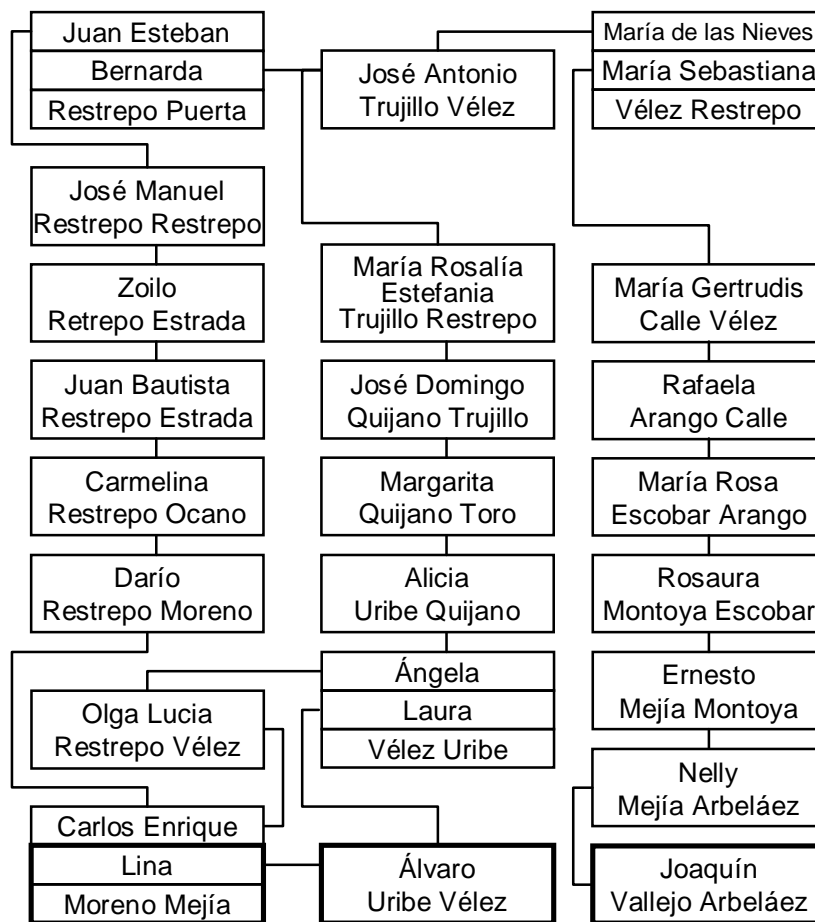 Juan Esteban
Bernarda
Restrepo Puerta
José Antonio
Trujillo Vélez
María de las Nieves
María Sebastiana
Vélez Restrepo
José Manuel
Restrepo Restrepo
María Rosalía
Estefania
Trujillo Restrepo
María Gertrudis
Calle Vélez
Zoilo
Retrepo Estrada
Juan Bautista
Restrepo Estrada
José Domingo
Quijano Trujillo
Rafaela
Arango Calle
Carmelina
Restrepo Ocano
Margarita
Quijano Toro
María Rosa
Escobar Arango
Darío
Restrepo Moreno
Alicia
Uribe Quijano
Rosaura
Montoya Escobar
Olga Lucia
Restrepo Vélez
Ángela
Laura
Vélez Uribe
Ernesto
Mejía Montoya
Nelly
Mejía Arbeláez
Carlos Enrique
Lina
Moreno Mejía
Álvaro
Uribe Vélez
Joaquín
Vallejo Arbeláez